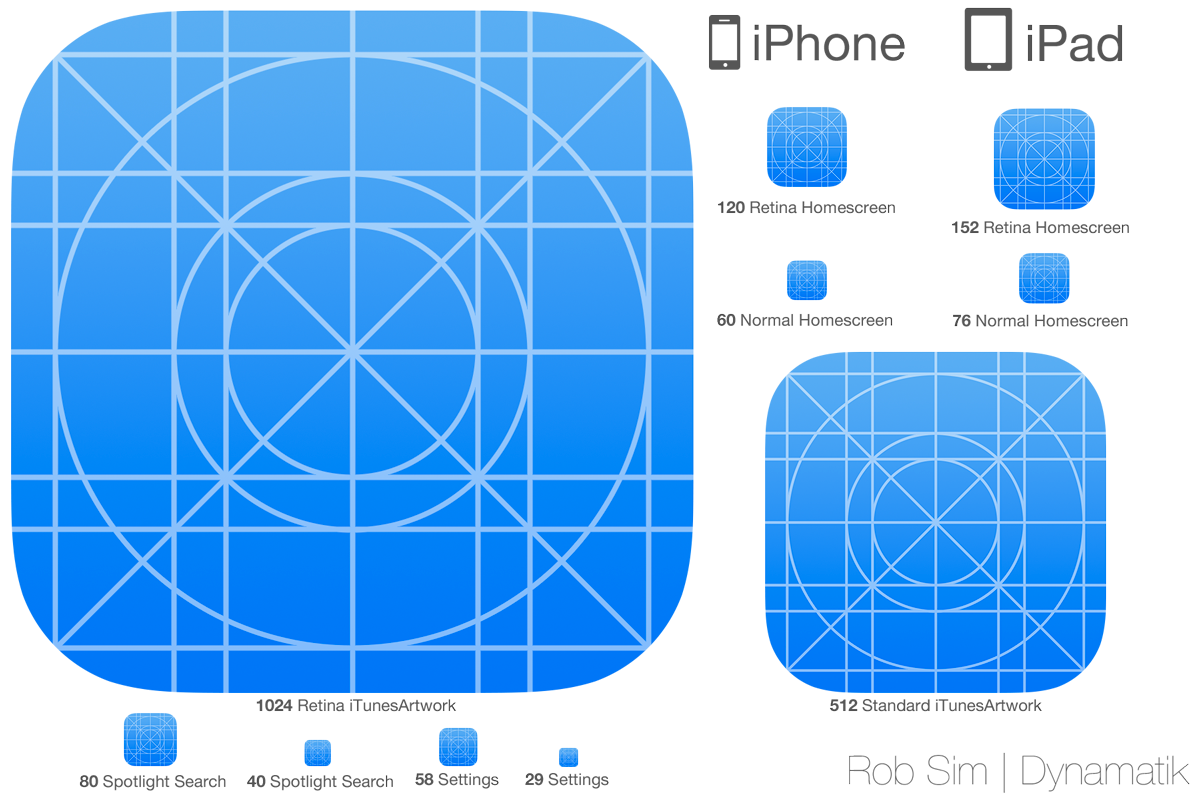 iPhone
iPad
120 Retina Homescreen
152 Retina Homescreen
60 Normal Homescreen
76 Normal Homescreen
1024 Retina iTunesArtwork
512 Standard iTunesArtwork
80 Spotlight Search
40 Spotlight Search
58 Settings
29 Settings
Rob Sim | Dynamatik